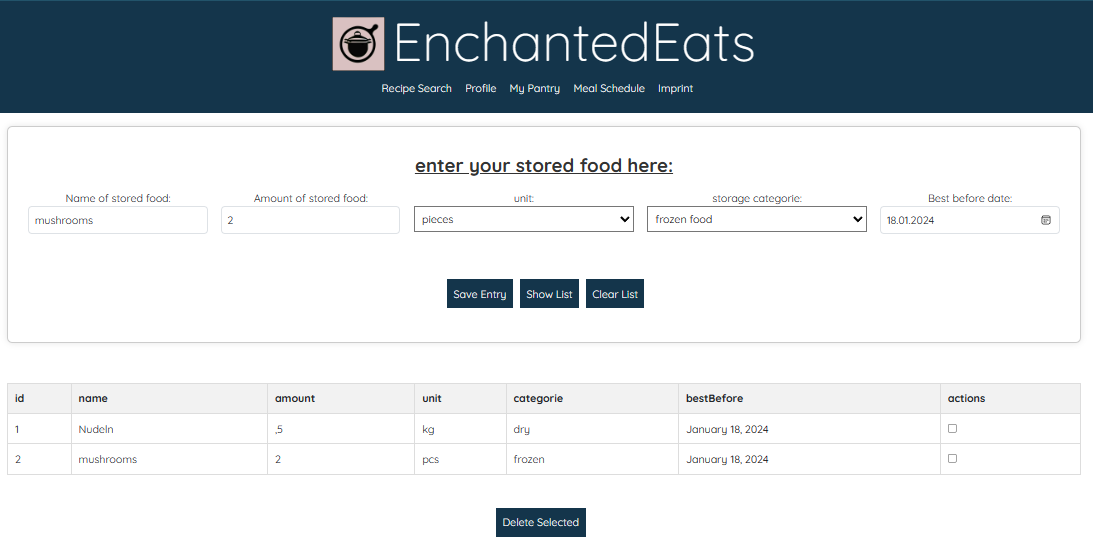 EnchantedEats
Recipe Search Profile My Pantry Meal Schedule Imprint
enter your stored food here:
Name of stored food: Amount of stored food: unit: storage categorie: Best before date:
mushrooms 2 pieces frozen food 18.01.2024
Save Entry Show List Clear List
id name amount unit categorie bestBefore actions
1 Nudeln ,5 kg dry January 18, 2024
2 mushrooms 2 pcs frozen January 18, 2024
Delete Selected